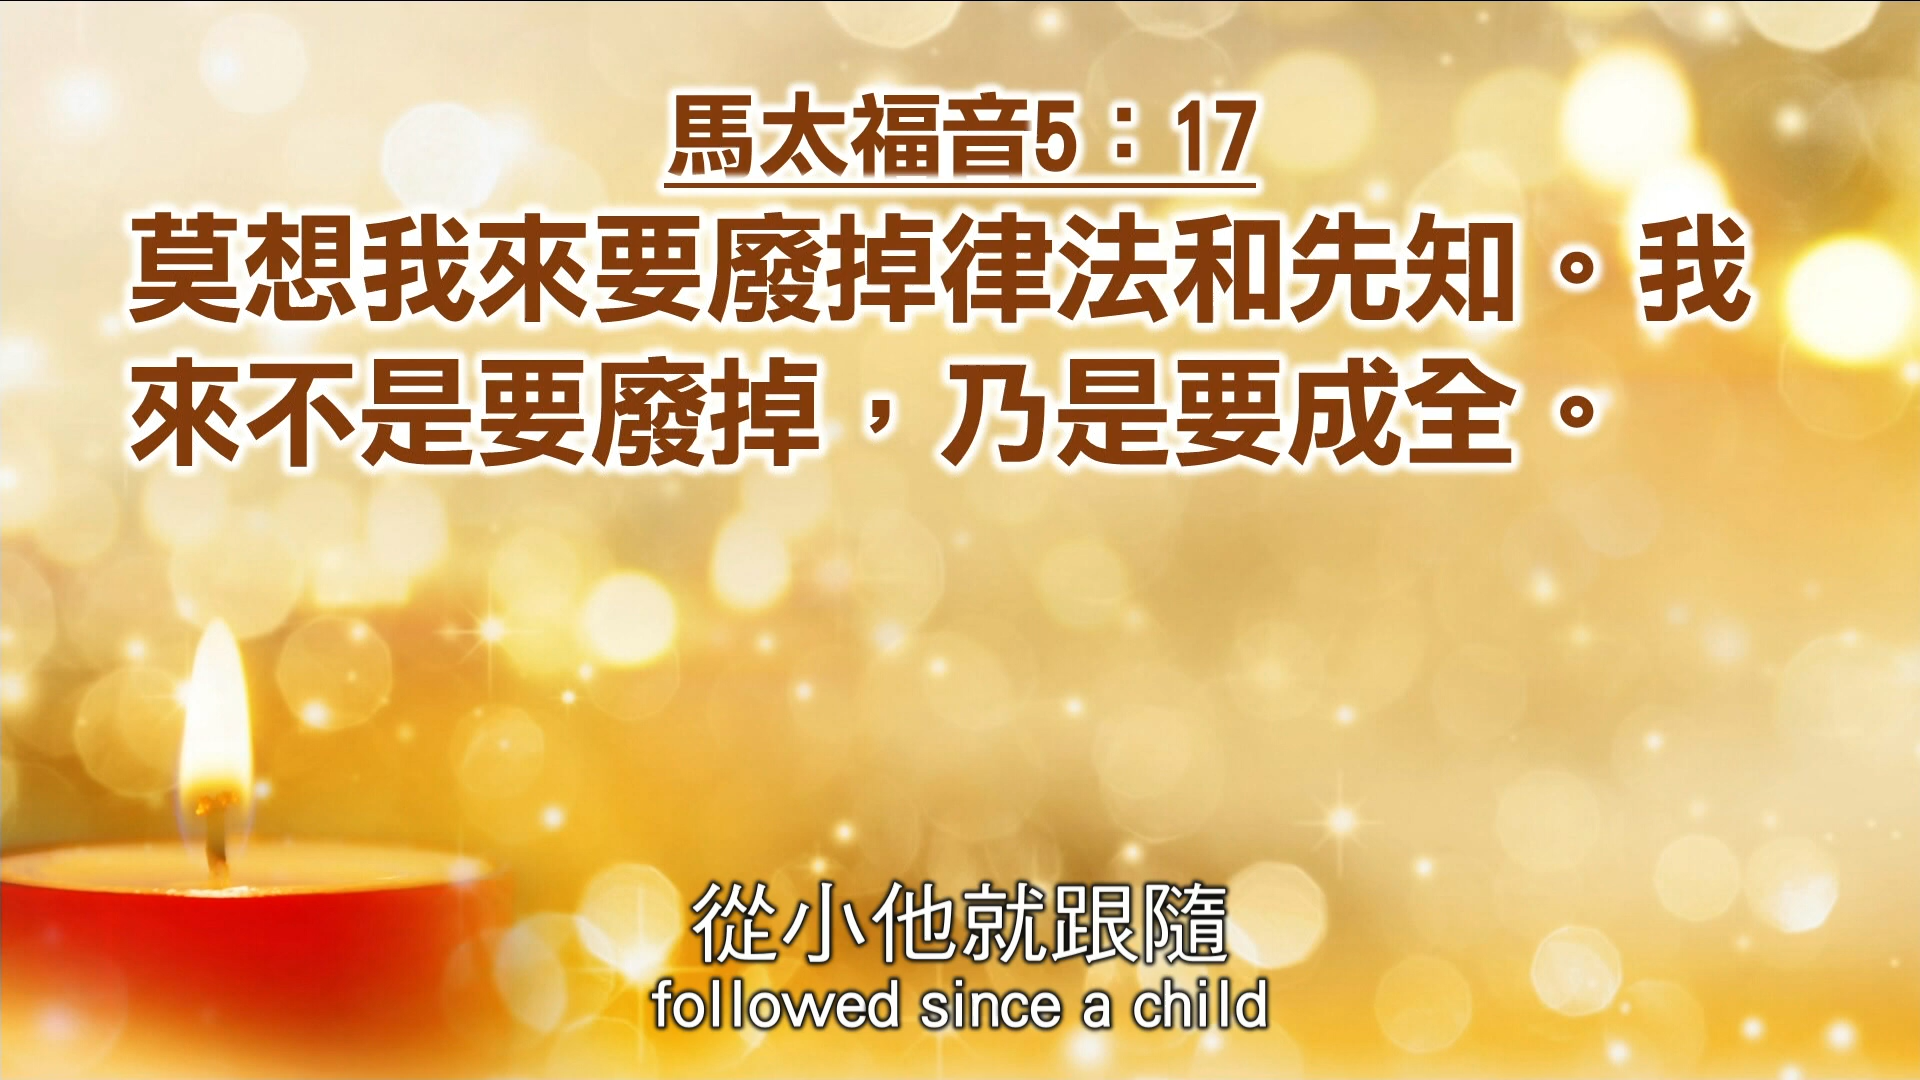 馬太福音5：17
莫想我來要廢掉律法和先知。我
來不是要廢掉，乃是要成全。
從小他就跟隨
followed since a child